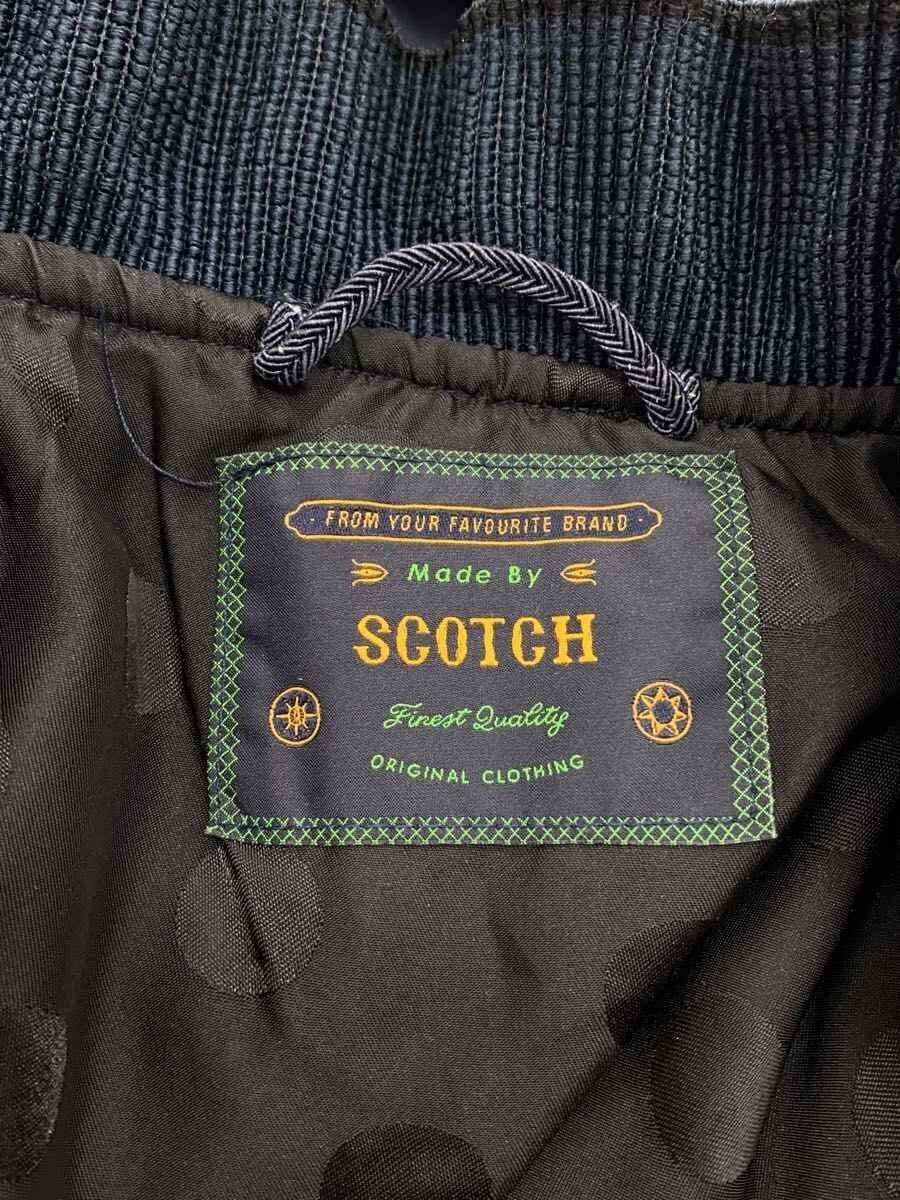 · FROM YOUR FAVOURITE BRAND ·
Made By
SCOTCH
Finest Quality
ORIGINAL CLOTHING